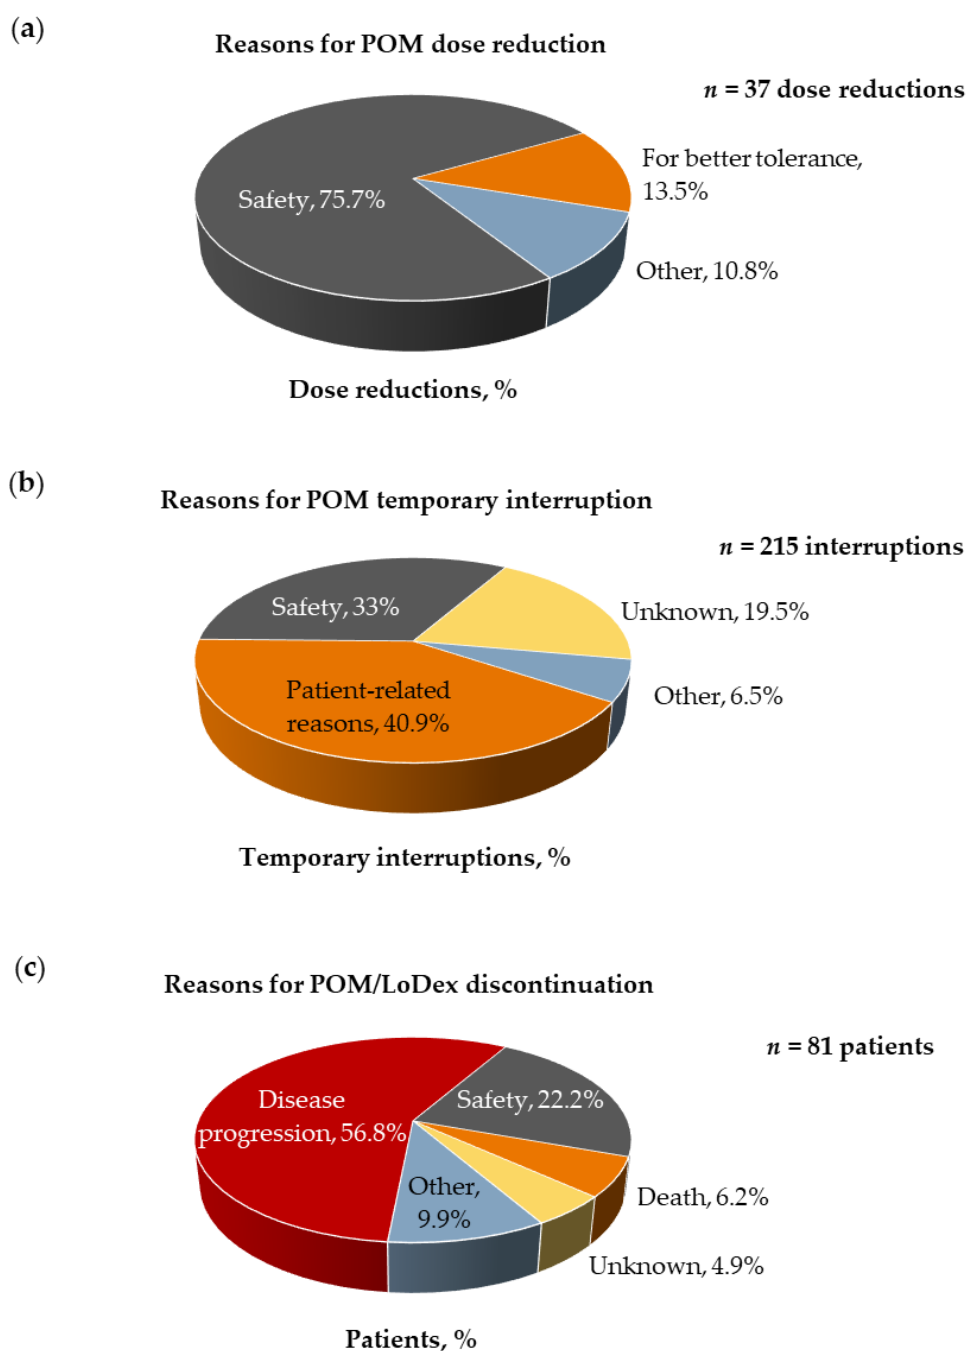 (a)
Reasons for POM dose reduction
n = 37 dose reductions
For better tolerance,
13.5%
Safety, 75.7%
Other, 10.8%
Dose reductions, %
(b)
Reasons for POM temporary interruption
n = 215 interruptions
Safety, 33%
Unknown, 19.5%
Patient-related
reasons, 40.9%
Other, 6.5%
Temporary interruptions, %
(c)
Reasons for POM/LoDex discontinuation
n = 81 patients
Disease
progression, 56.8%
Safety, 22.2%
Other,
9.9%
Death, 6.2%
Unknown, 4.9%
Patients, %